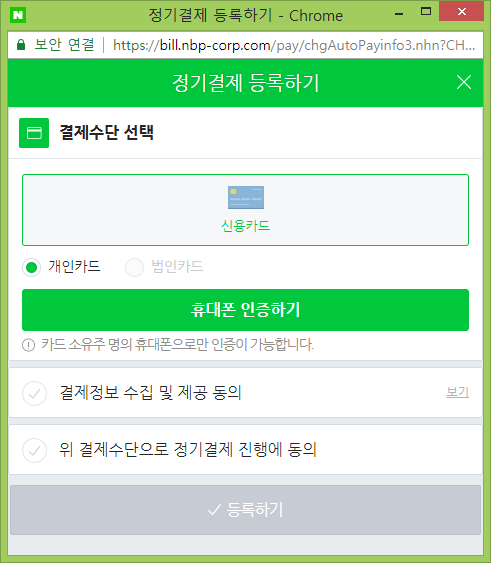 N 정기결제 등록하기 - Chrome
보안 연결 | https://bill.nbp-corp.com/pay/chgAutoPayinfo3.nhn?CH...
정기결제 등록하기
결제수단 선택
신용카드
개인카드 법인카드
휴대폰 인증하기
카드 소유주 명의 휴대폰으로만 인증이 가능합니다.
결제정보 수집 및 제공 동의 보기
위 결제수단으로 정기결제 진행에 동의
등록하기